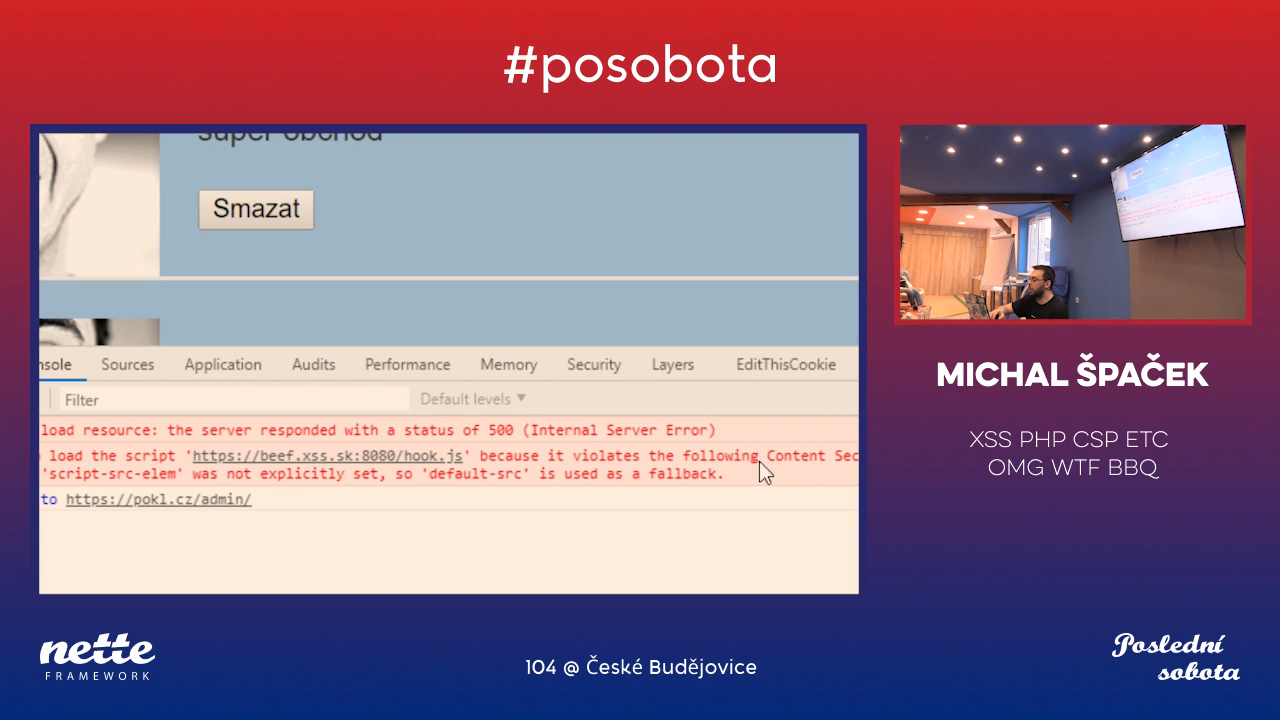 #posobota
super obchod
Smazat
nsole Sources Application Audits Performance Memory Security Layers EditThisCookie
Filter Default levels ▼
load resource: the server responded with a status of 500 (Internal Server Error)
load the script 'https://beef.xss.sk:8080/hook.js' because it violates the following Content Sec
'script-src-elem' was not explicitly set, so 'default-src' is used as a fallback.
to https://pokl.cz/admin/
MICHAL ŠPAČEK
XSS PHP CSP ETC
OMG WTF BBQ
nette
FRAMEWORK
104 @ České Budějovice
Poslední
sobota